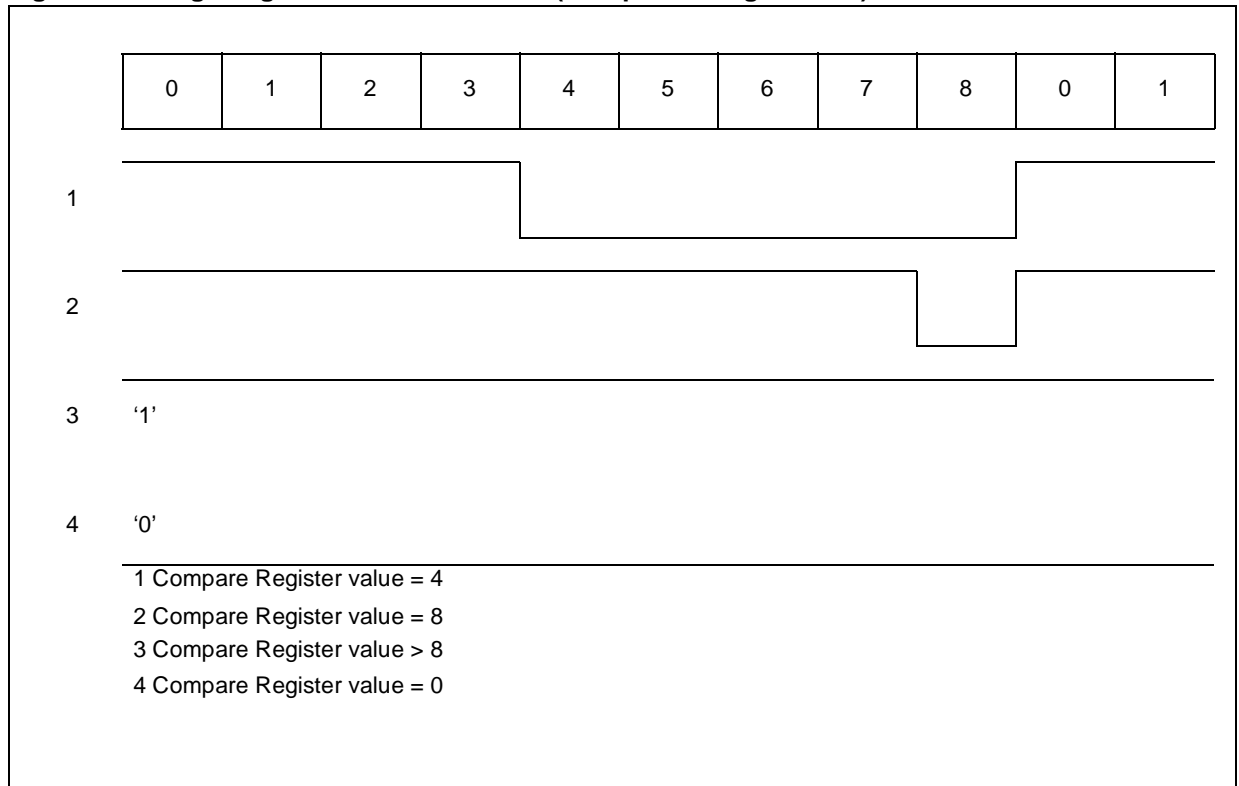 0 1 2 3 4 5 6 7 8 0 1
1
2
3 ‘1’
4 ‘0’
1 Compare Register value = 4
2 Compare Register value = 8
3 Compare Register value > 8
4 Compare Register value = 0